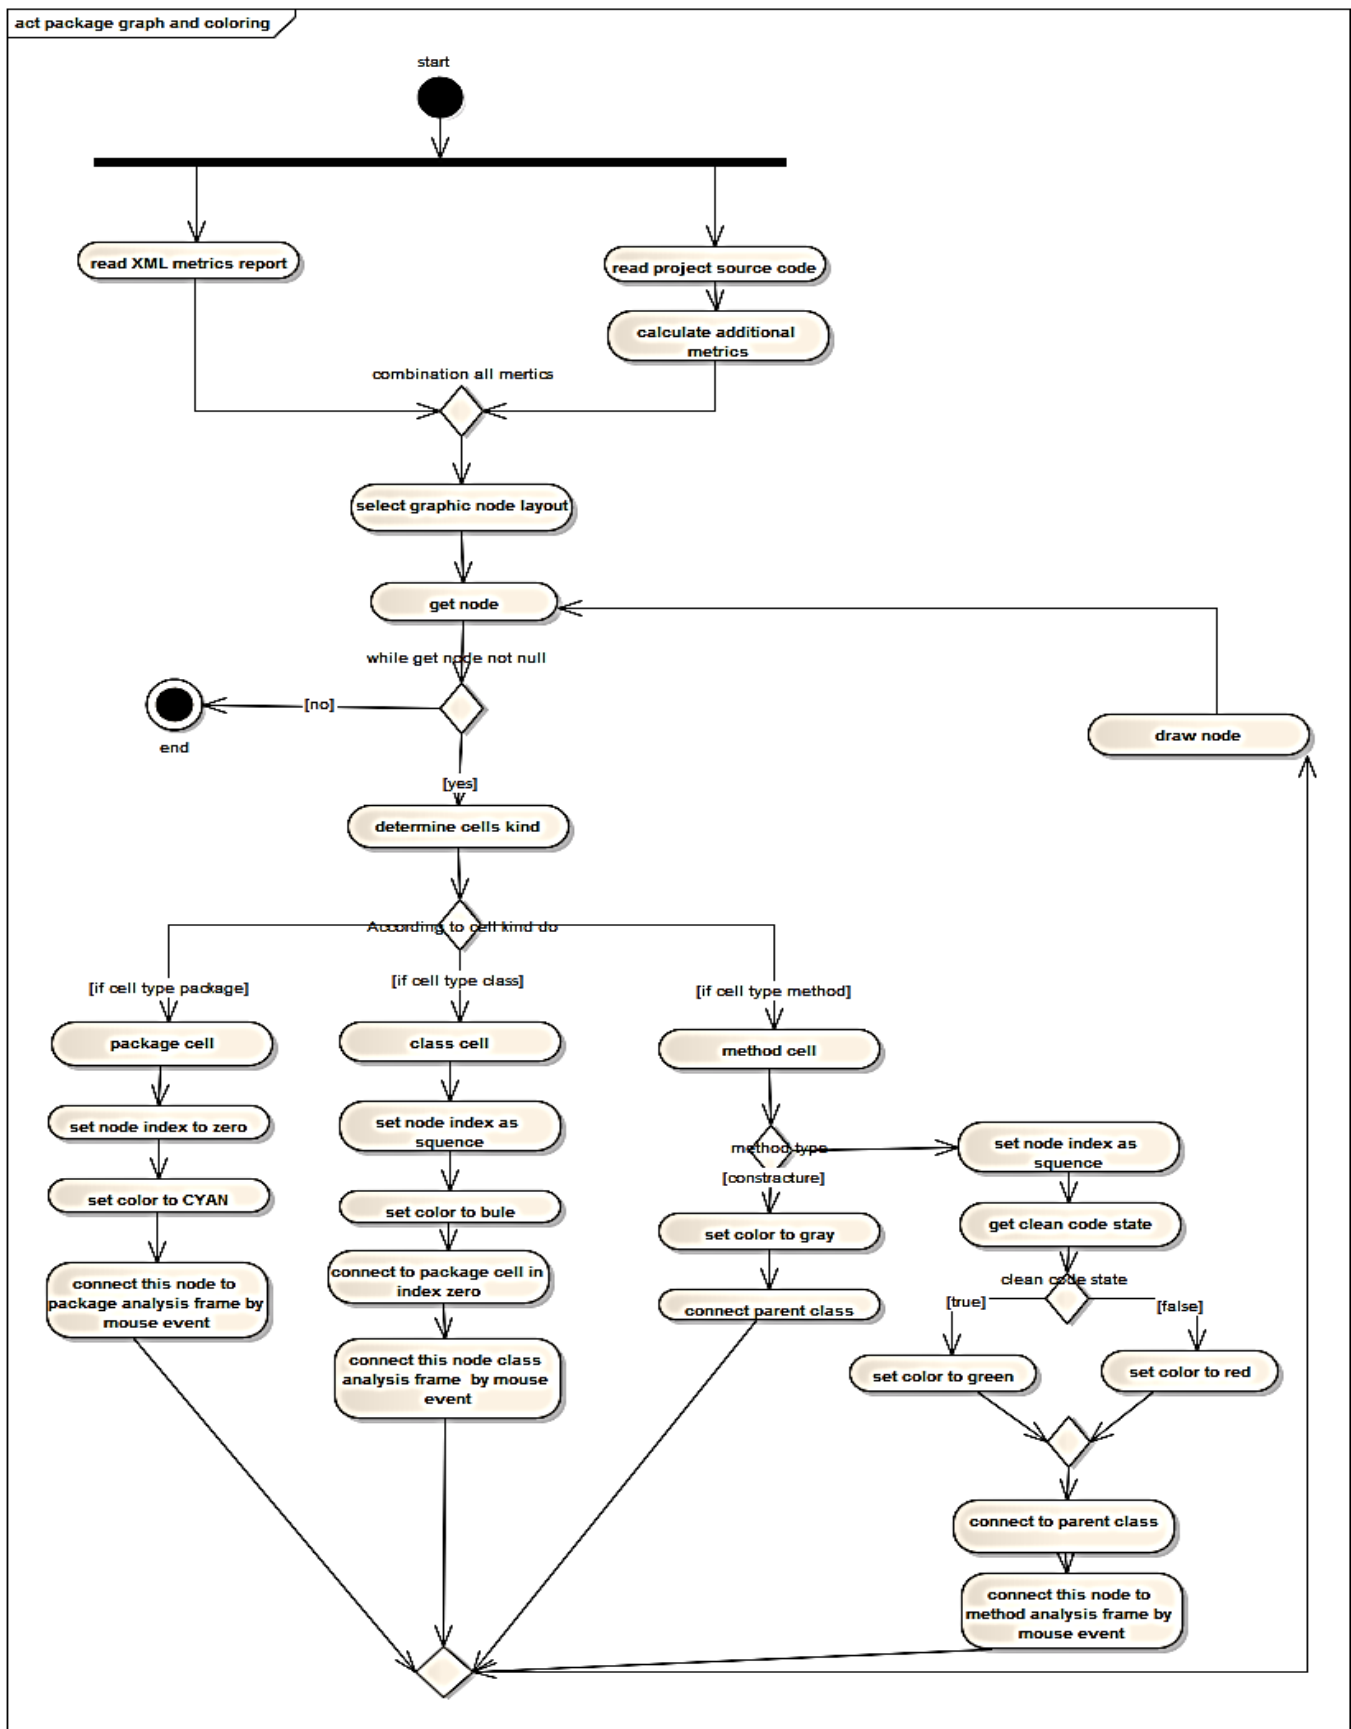 act package graph and coloring
start
read XML metrics report
read project source code
calculate additional
metrics
combination all mertics
select graphic node layout
get node
while get node not null
[no]
end
draw node
[yes]
determine cells kind
According to cell kind do
[if cell type package]
[if cell type class]
[if cell type method]
package cell
class cell
method cell
set node index to zero
set node index as
squence
method type
[constracture]
set node index as
squence
set color to CYAN
set color to bule
set color to gray
get clean code state
connect this node to
package analysis frame by
mouse event
connect to package cell in
index zero
connect parent class
clean code state
[true]
[false]
connect this node class
analysis frame by mouse
event
set color to green
set color to red
connect to parent class
connect this node to
method analysis frame by
mouse event